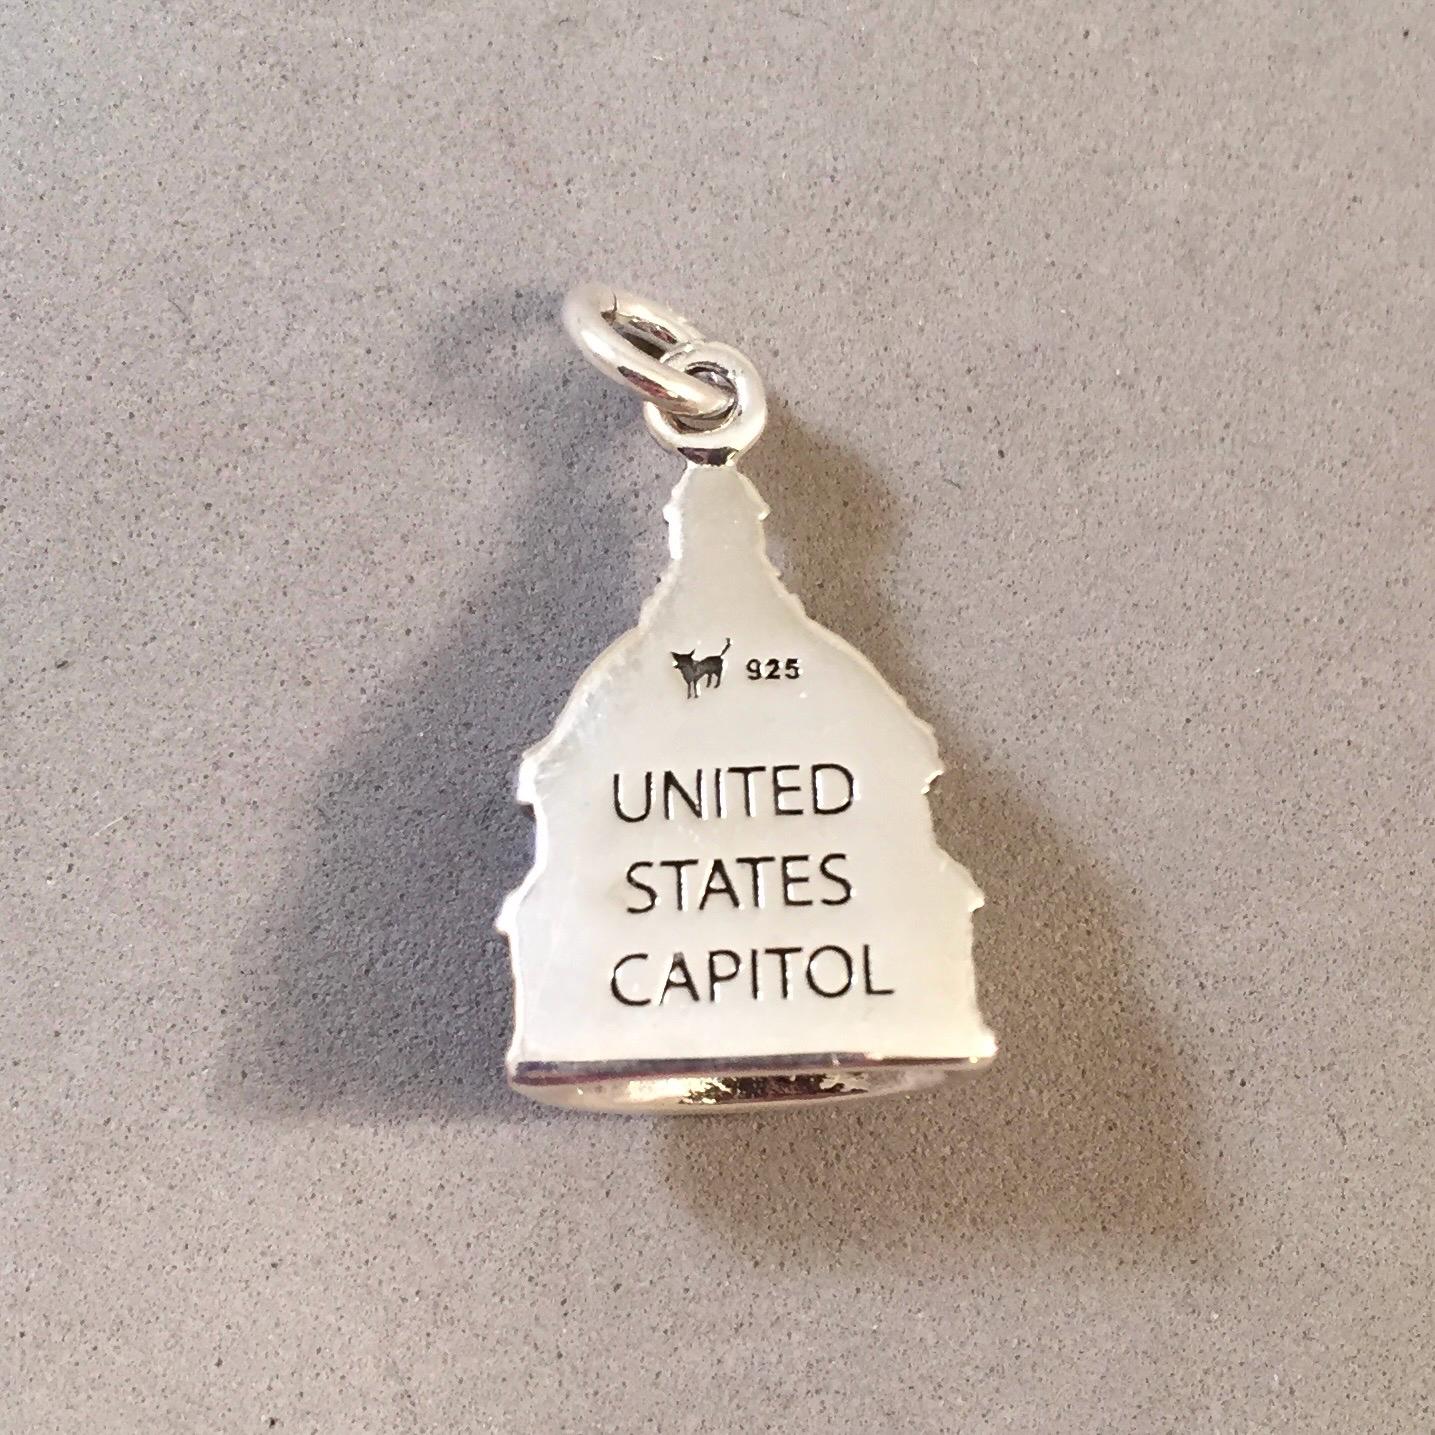 925
UNITED
STATES
CAPITOL